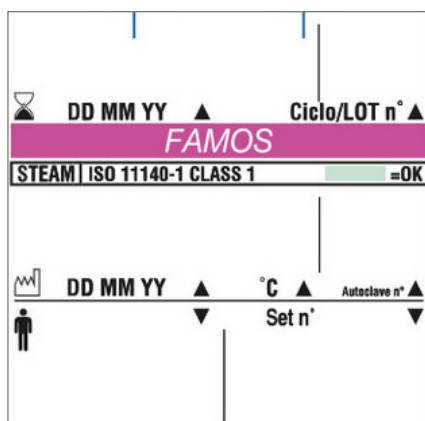 DD MM YY ▲ Ciclo/LOT n° ▲
FAMOS
STEAM ISO 11140-1 CLASS 1 =OK
DD MM YY ▲ °C ▲ Autoclave n° ▲
▼ Set n° ▼